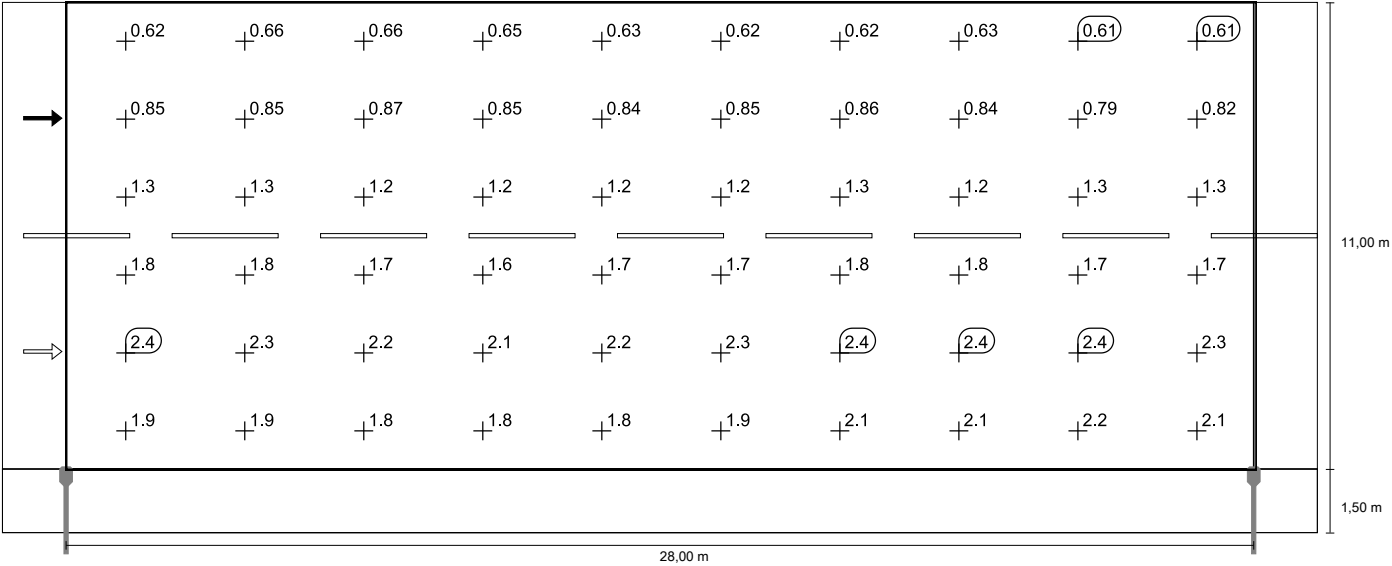 0.62 0.66 0.66 0.65 0.63 0.62 0.62 0.63 0.61 0.61
0.85 0.85 0.87 0.85 0.84 0.85 0.86 0.84 0.79 0.82
1.3 1.3 1.2 1.2 1.2 1.2 1.3 1.2 1.3 1.3
11,00 m
1.8 1.8 1.7 1.6 1.7 1.7 1.8 1.8 1.7 1.7
2.4 2.3 2.2 2.1 2.2 2.3 2.4 2.4 2.4 2.3
1.9 1.9 1.8 1.8 1.8 1.9 2.1 2.1 2.2 2.1
1,50 m
28,00 m